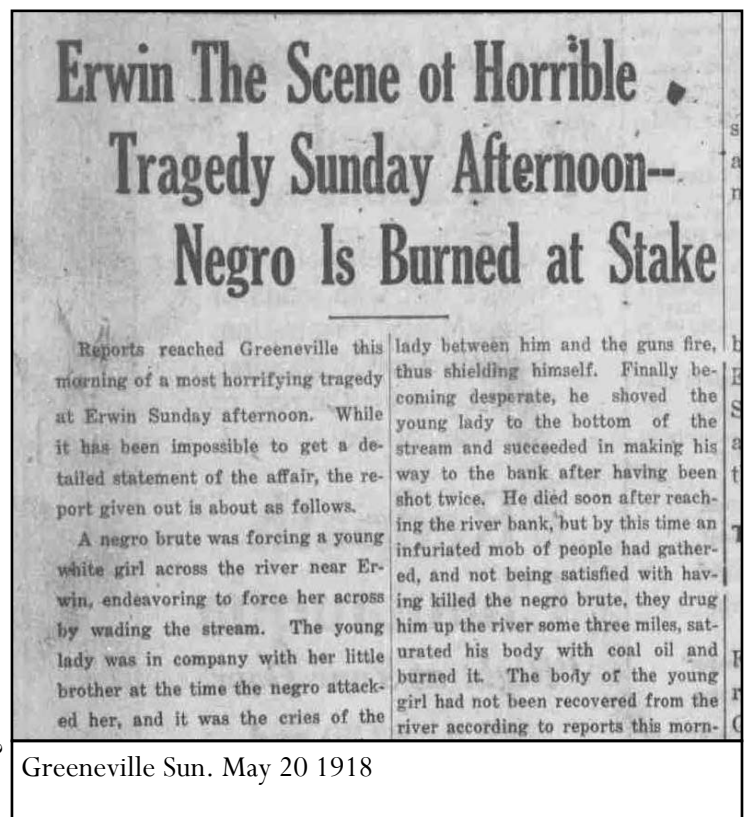 Erwin The Scene of Horrible
Tragedy Sunday Afternoon--
Negro Is Burned at Stake
Reports reached Greeneville this
morning of a most horrifying tragedy
at Erwin Sunday afternoon. While
it has been impossible to get a de-
tailed statement of the affair, the re-
port given out is about as follows.
A negro brute was forcing a young
white girl across the river near Er-
win, endeavoring to force her across
by wading the stream. The young
lady was in company with her little
brother at the time the negro attack-
ed her, and it was the cries of the
lady between him and the guns fire,
thus shielding himself. Finally be-
coming desperate, he shoved the
young lady to the bottom of the
stream and succeeded in making his
way to the bank after having been
shot twice. He died soon after reach-
ing the river bank, but by this time an
infuriated mob of people had gather-
ed, and not being satisfied with hav-
ing killed the negro brute, they drug
him up the river some three miles, sat-
urated his body with coal oil and
burned it. The body of the young
girl had not been recovered from the
river according to reports this morn-
Greeneville Sun. May 20 1918